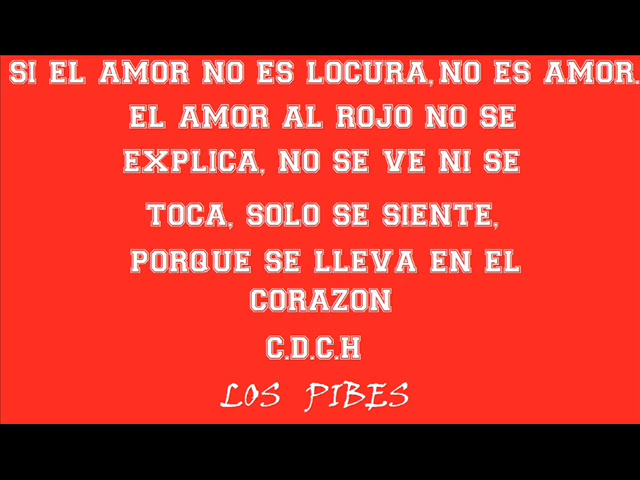 SI EL AMOR NO ES LOCURA, NO ES AMOR.
EL AMOR AL ROJO NO SE
EXPLICA, NO SE VE NI SE
TOCA, SOLO SE SIENTE,
PORQUE SE LLEVA EN EL
CORAZON
C.D.C.H
LOS PIBES